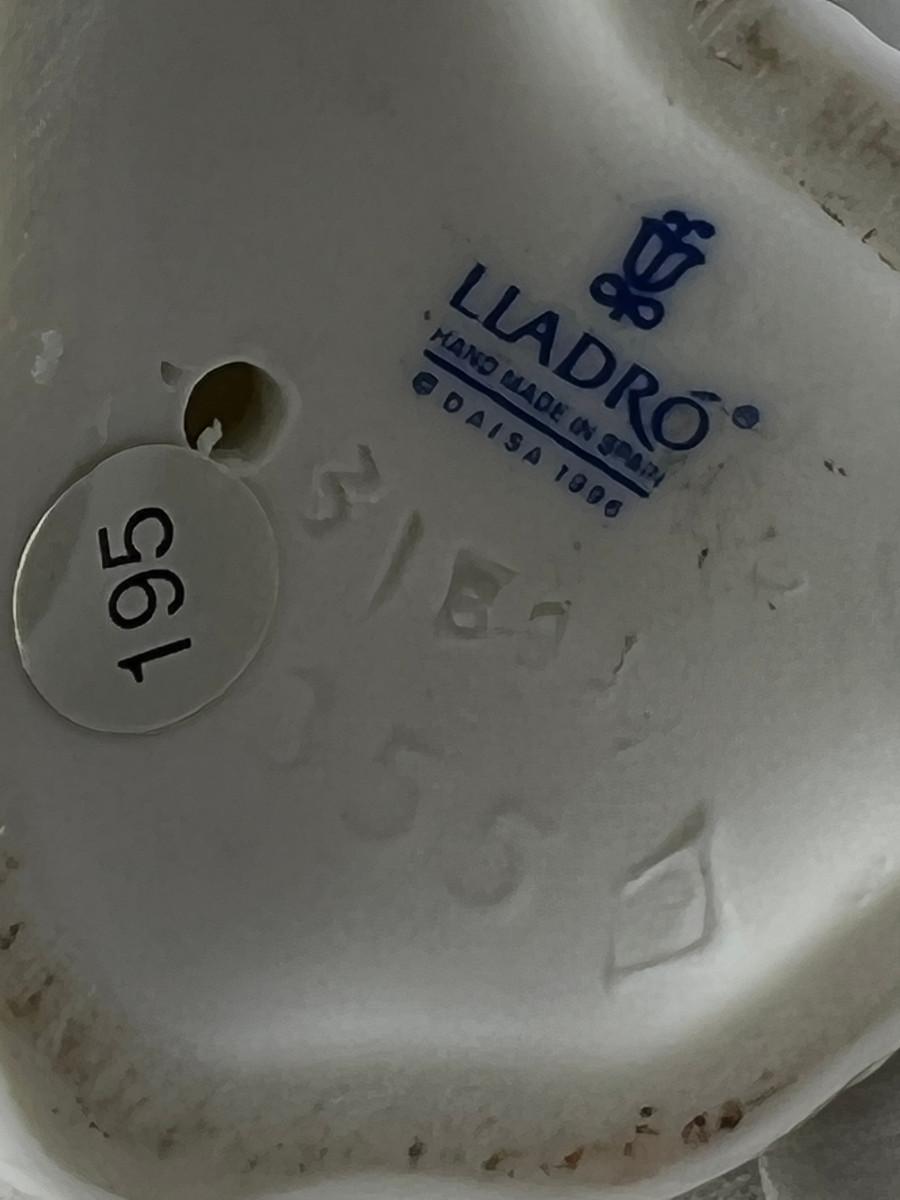 LLADRÓ
HAND MADE IN SPAIN
© DAISA 1996
195